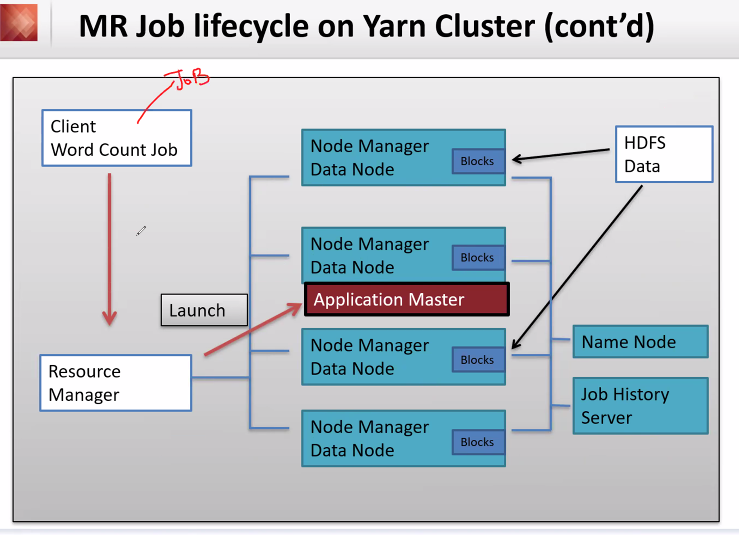 MR Job lifecycle on Yarn Cluster (cont’d)
JOB
Client
Word Count Job
Node Manager
Data Node
Blocks
HDFS
Data
Node Manager
Data Node
Blocks
Application Master
Launch
Node Manager
Data Node
Blocks
Name Node
Resource
Manager
Job History
Server
Node Manager
Data Node
Blocks